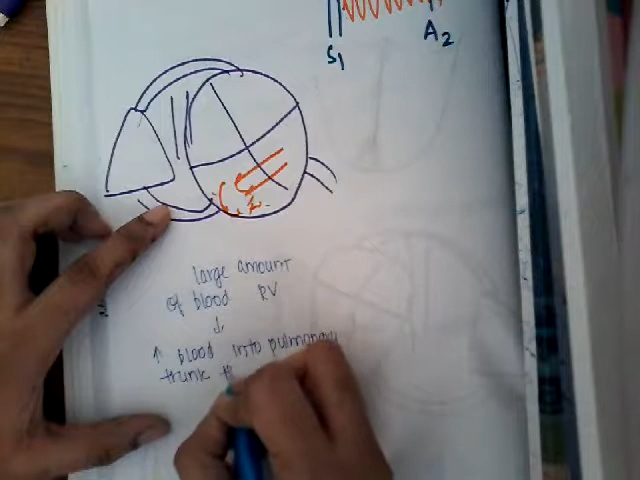 S1
A2
large amount
of blood RV
↓
↑ blood into pulmonary
trunk